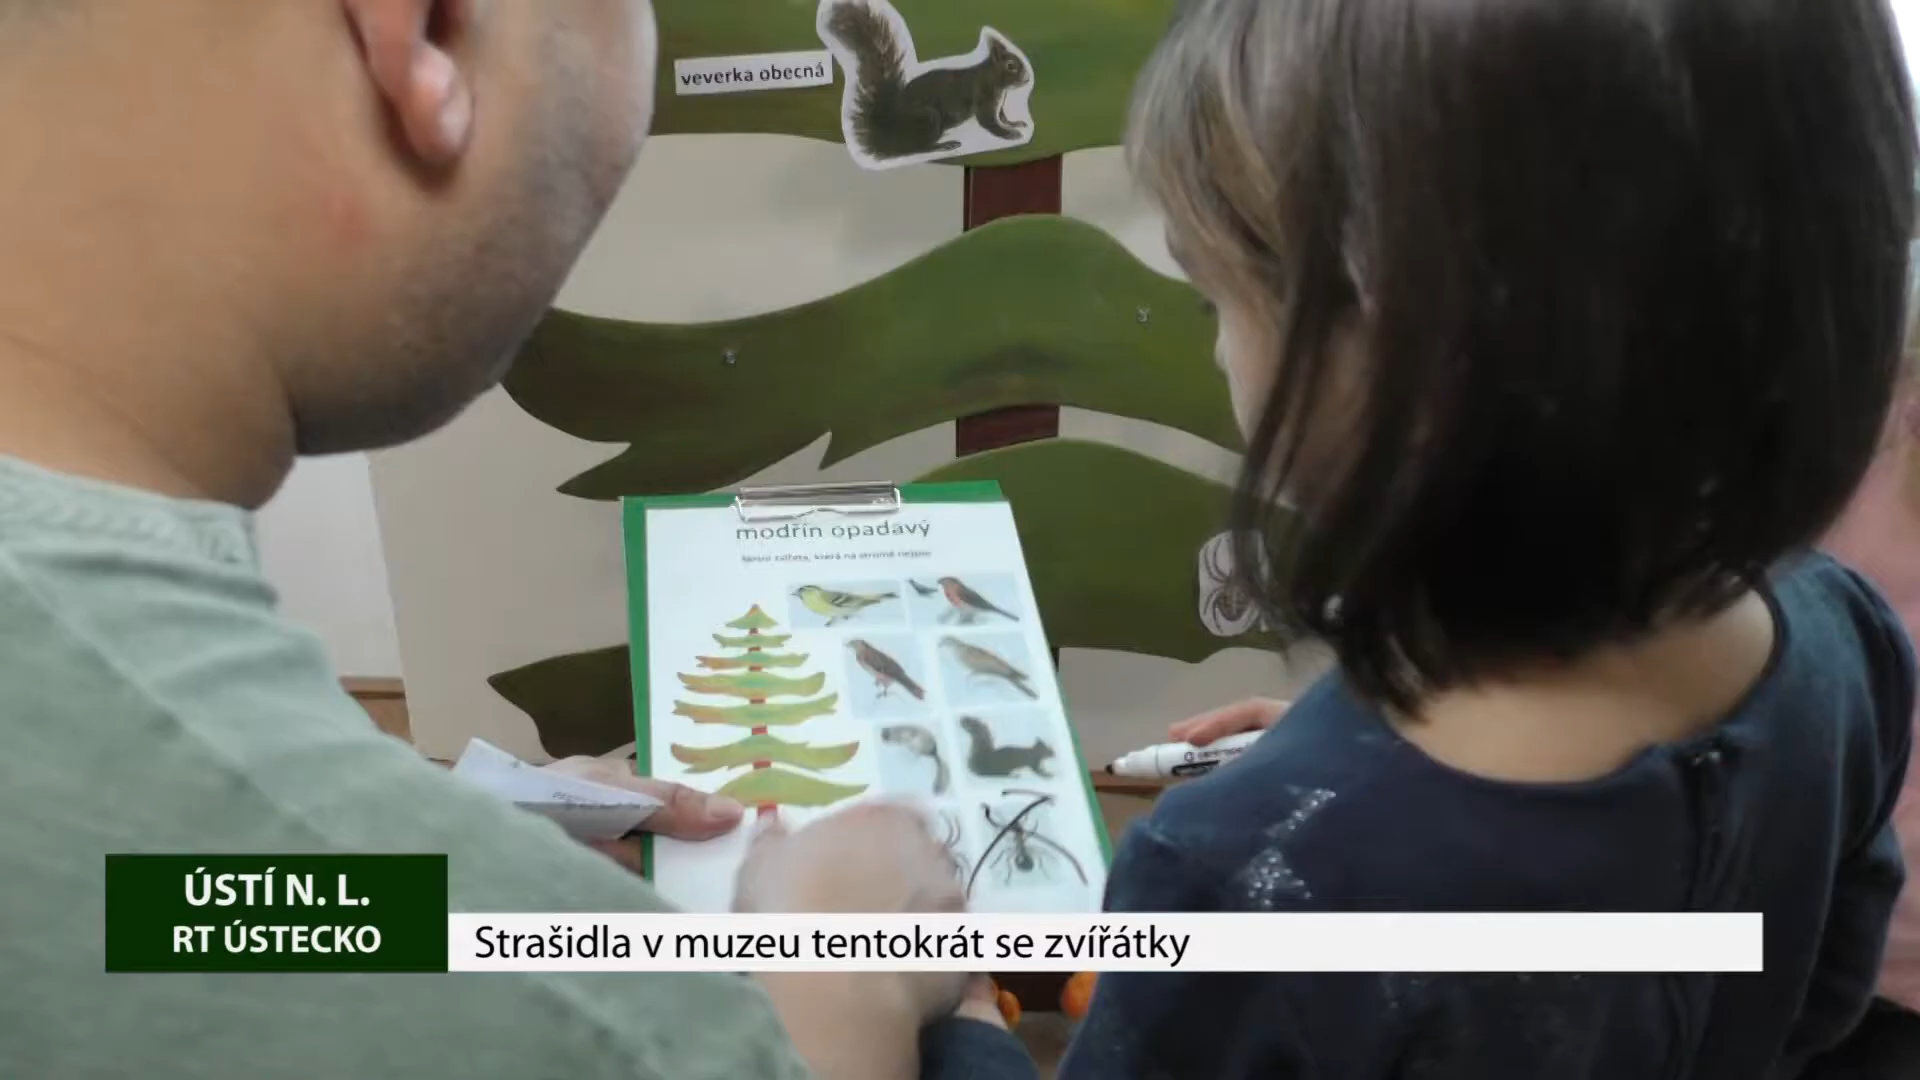 veverka obecná
modřín opadavý
ÚSTÍ N. L.
RT ÚSTECKO
Strašidla v muzeu tentokrát se zvířátky